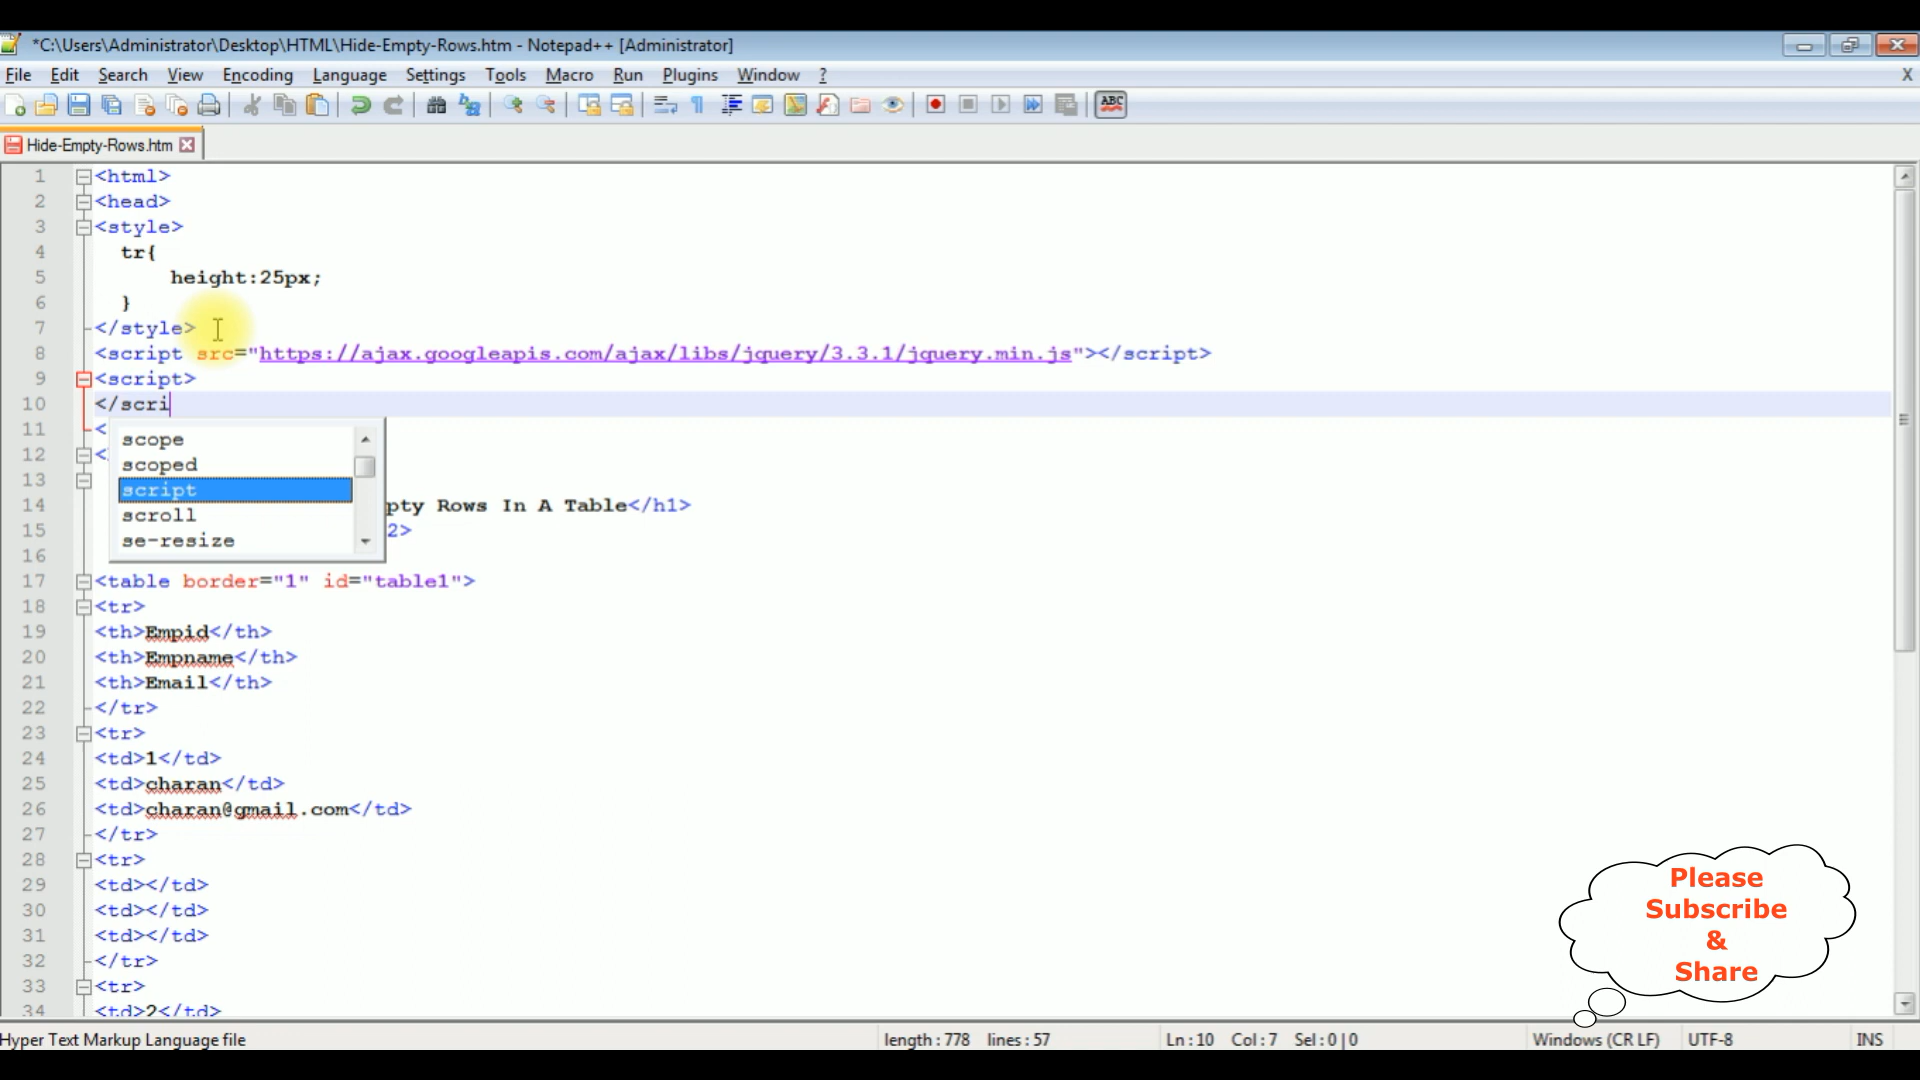 *C:\Users\Administrator\Desktop\HTML\Hide-Empty-Rows.htm - Notepad++ [Administrator]
File Edit Search View Encoding Language Settings Tools Macro Run Plugins Window ? X
ABC
Hide-Empty-Rows.htm
1 <html>
2 <head>
3 <style>
4 tr{
5 height:25px;
6 }
7 </style>
8 <script src="https://ajax.googleapis.com/ajax/libs/jquery/3.3.1/jquery.min.js"></script>
9 <script>
10 </scri
11 <
scope
12 <
scoped
13
script
14 pty Rows In A Table</h1>
scroll
15 2>
se-resize
16
17 <table border="1" id="table1">
18 <tr>
19 <th>Empid</th>
20 <th>Empname</th>
21 <th>Email</th>
22 </tr>
23 <tr>
24 <td>1</td>
25 <td>charan</td>
26 <td>charan@gmail.com</td>
27 </tr>
28 <tr>
29 <td></td>
30 <td></td>
31 <td></td>
32 </tr>
33 <tr>
34 <td>2</td>
Please
Subscribe
&
Share
Hyper Text Markup Language file length : 778 lines : 57 Ln : 10 Col : 7 Sel : 0 | 0 Windows (CR LF) UTF-8 INS